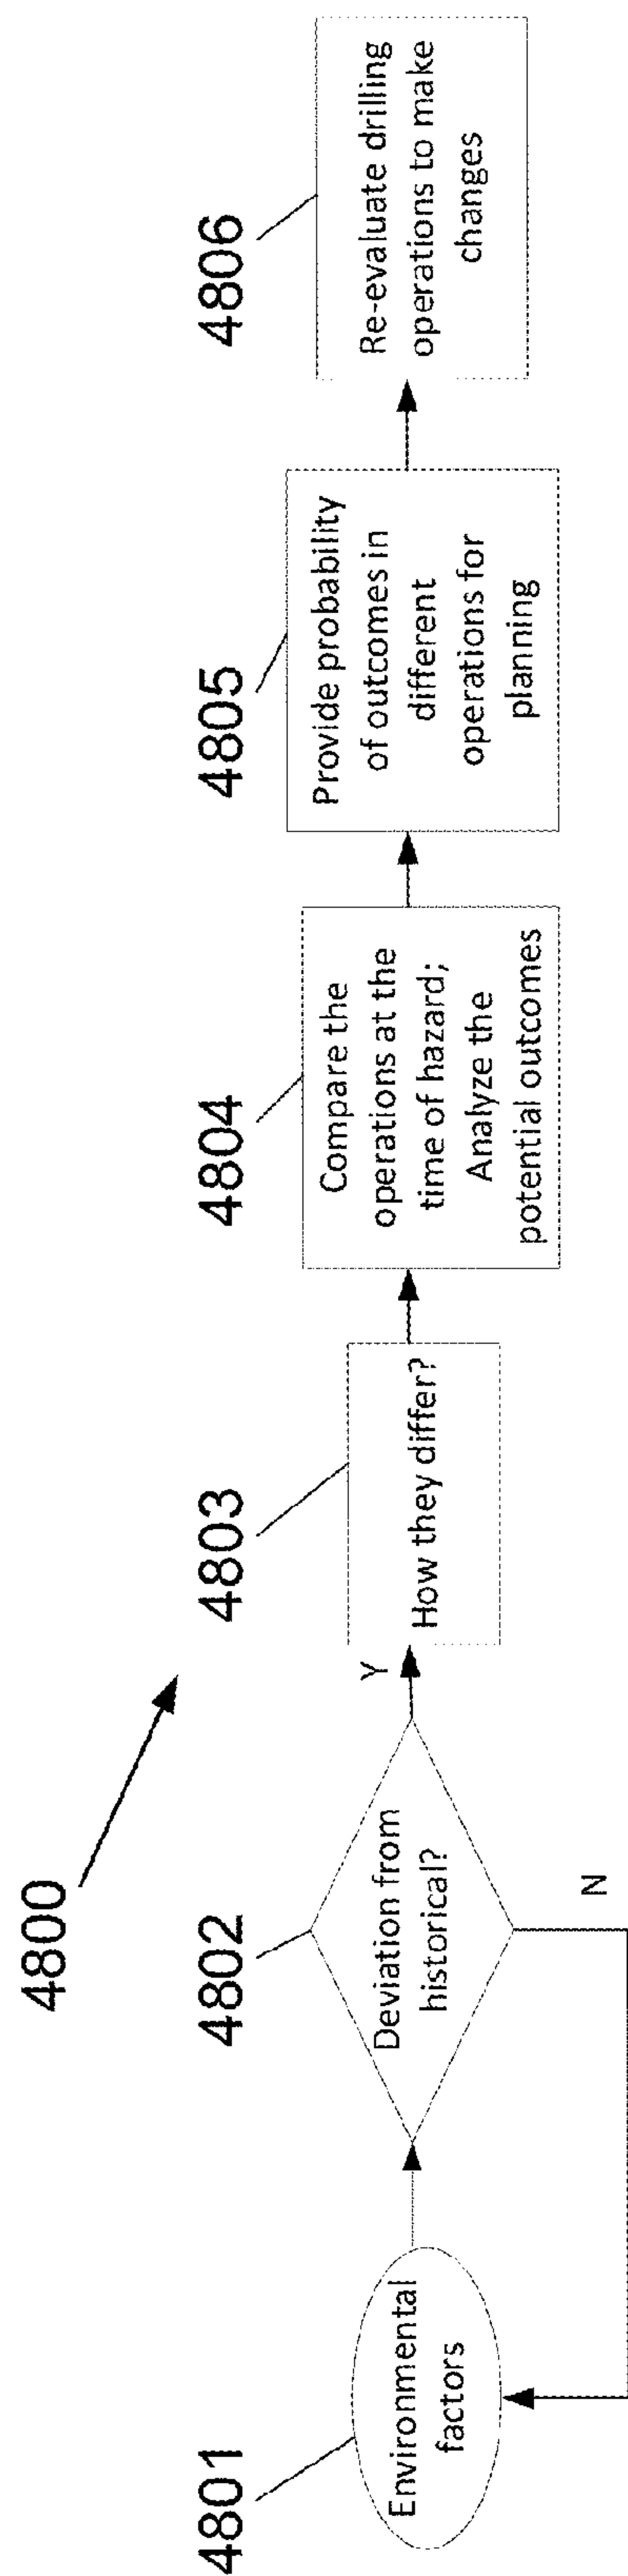 4800
4801
Environmental
factors
4802
Deviation from
historical?
Y
N
4803
How they differ?
4804
Compare the
operations at the
time of hazard;
Analyze the
potential outcomes
4805
Provide probability
of outcomes in
different
operations for
planning
4806
Re-evaluate drilling
operations to make
changes